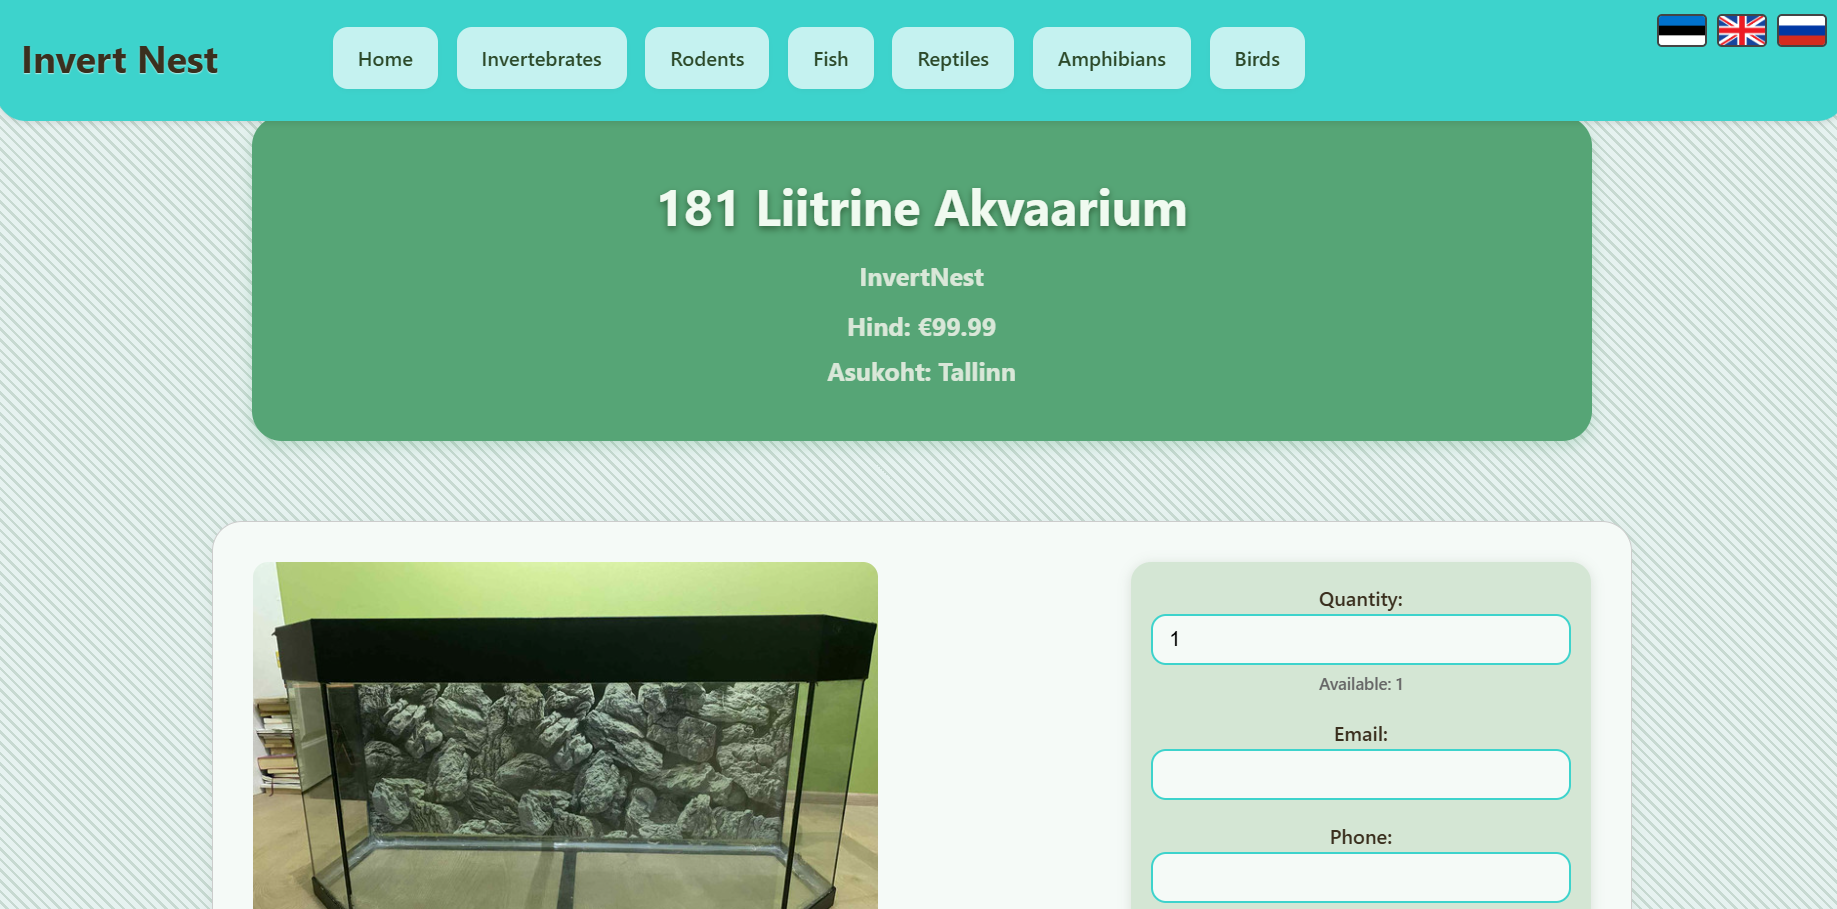 Invert Nest
Home
Invertebrates
Rodents
Fish
Reptiles
Amphibians
Birds
181 Liitrine Akvaarium
InvertNest
Hind: €99.99
Asukoht: Tallinn
Quantity:
1
Available: 1
Email:
Phone: